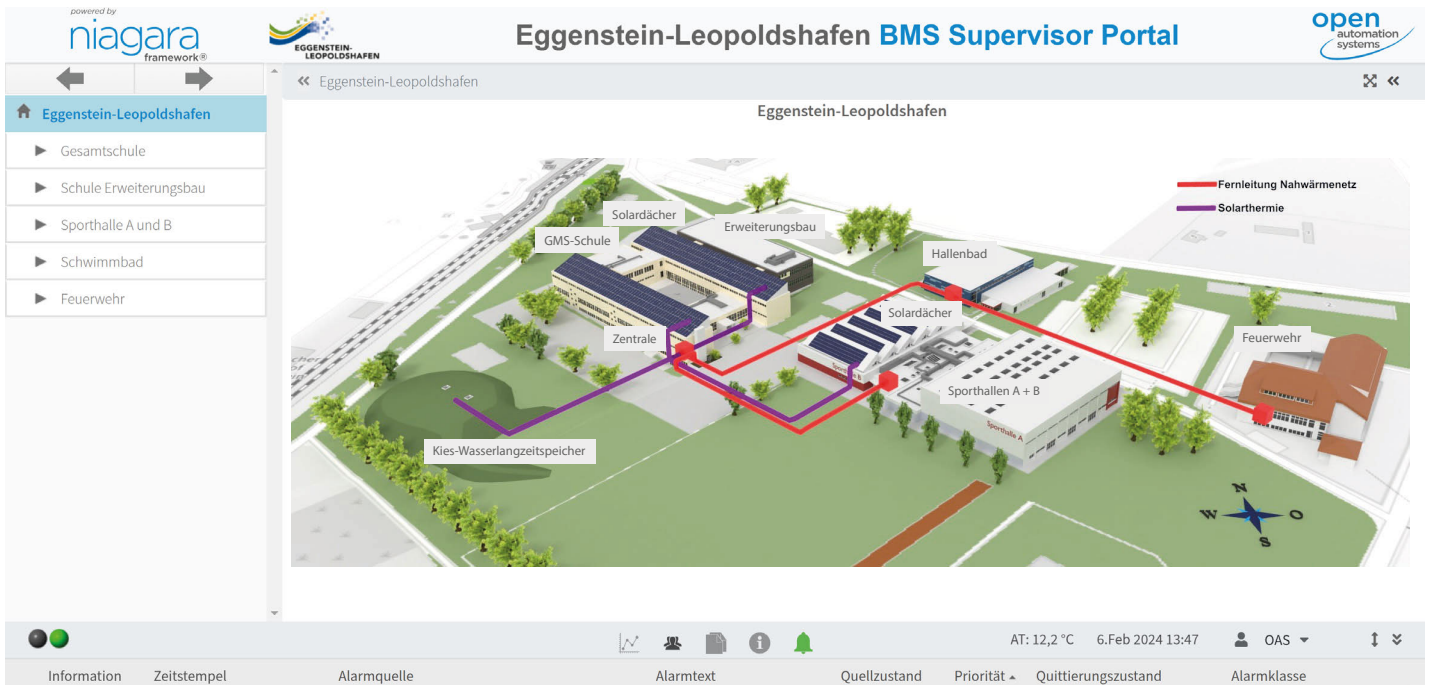 powered by
niagara
framework®
EGGENSTEIN-
LEOPOLDSHAFEN
Eggenstein-Leopoldshafen BMS Supervisor Portal
open
automation
systems
Eggenstein-Leopoldshafen
Eggenstein-Leopoldshafen
Gesamtschule
Schule Erweiterungsbau
Sporthalle A und B
Schwimmbad
Feuerwehr
Eggenstein-Leopoldshafen
Fernleitung Nahwärmenetz
Solarthermie
Solardächer
Erweiterungsbau
GMS-Schule
Hallenbad
Solardächer
Zentrale
Feuerwehr
Sporthalle B
Sporthallen A + B
Sporthalle A
Kies-Wasserlangzeitspeicher
N
W
O
S
AT: 12,2 °C 6.Feb 2024 13:47 OAS
Information Zeitstempel Alarmquelle Alarmtext Quellzustand Priorität Quittierungszustand Alarmklasse